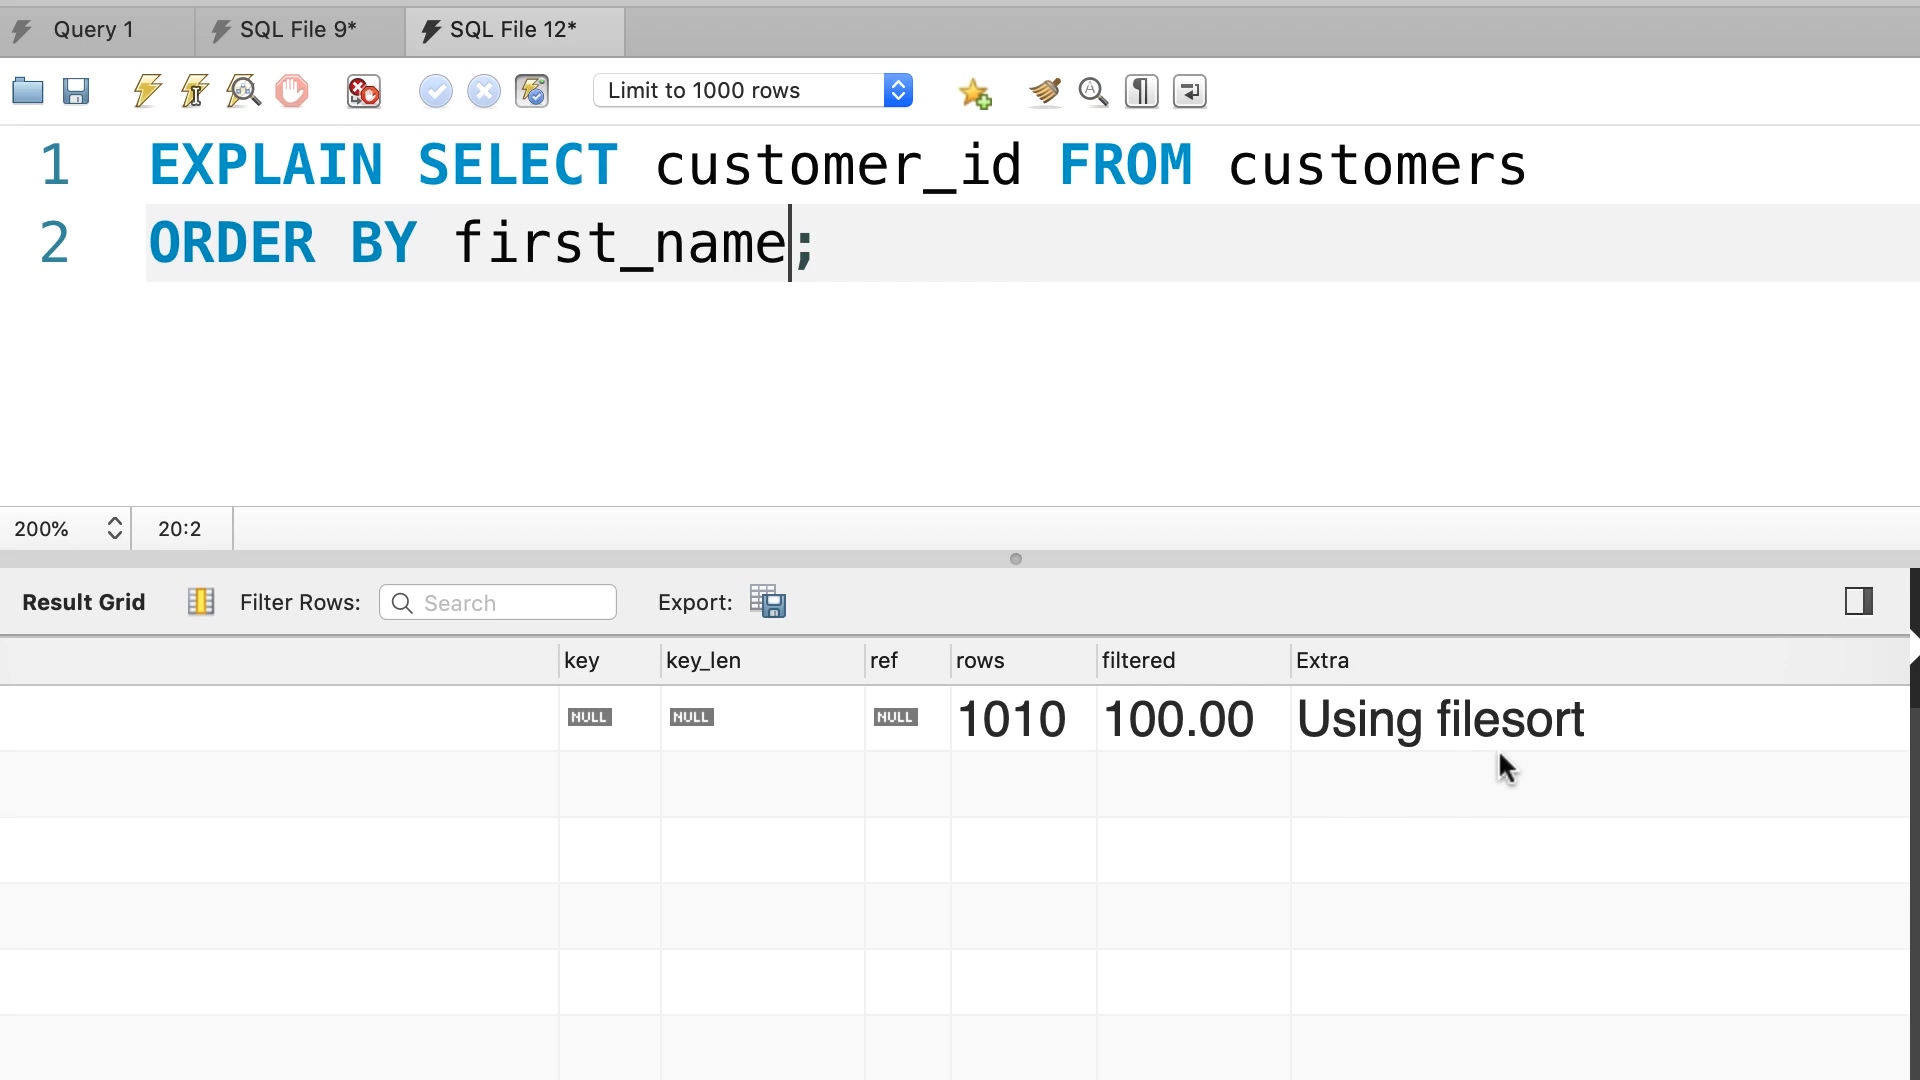 Query 1 SQL File 9* SQL File 12*
Limit to 1000 rows
1 EXPLAIN SELECT customer_id FROM customers
2 ORDER BY first_name;
200% 20:2
Result Grid Filter Rows: Search Export:
key key_len ref rows filtered Extra
NULL NULL NULL 1010 100.00 Using filesort